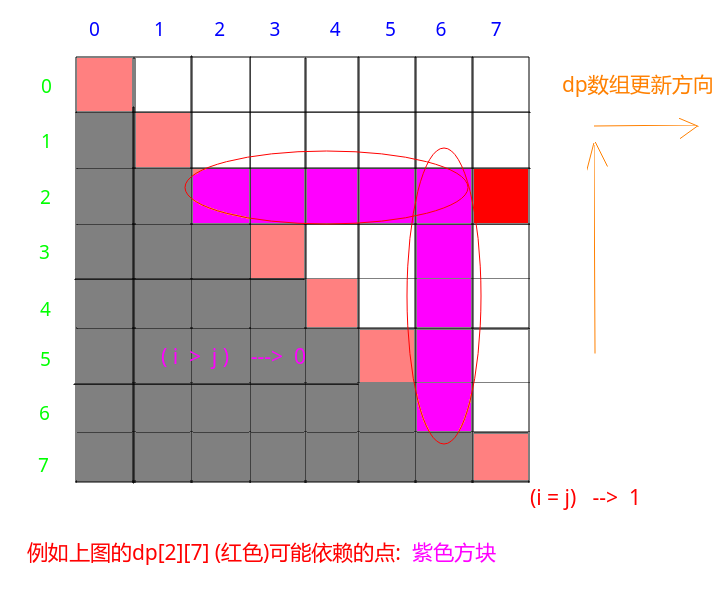 0 1 2 3 4 5 6 7
0
dp数组更新方向
1
2
3
4
5
( i > j ) ---> 0
6
7
(i = j) --> 1
例如上图的dp[2][7] (红色)可能依赖的点: 紫色方块